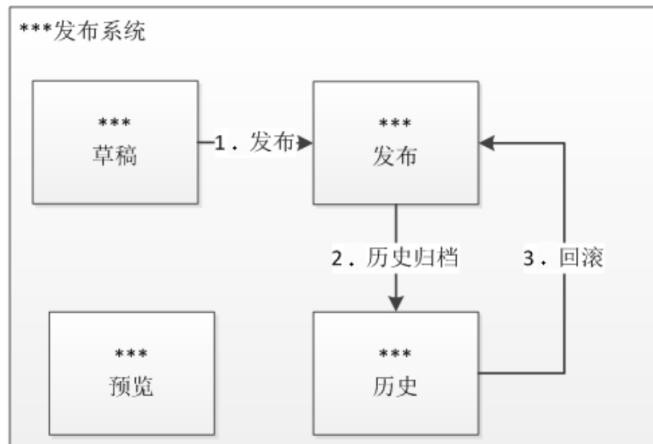 ***发布系统
***
草稿
1. 发布
***
发布
2. 历史归档
3. 回滚
***
预览
***
历史